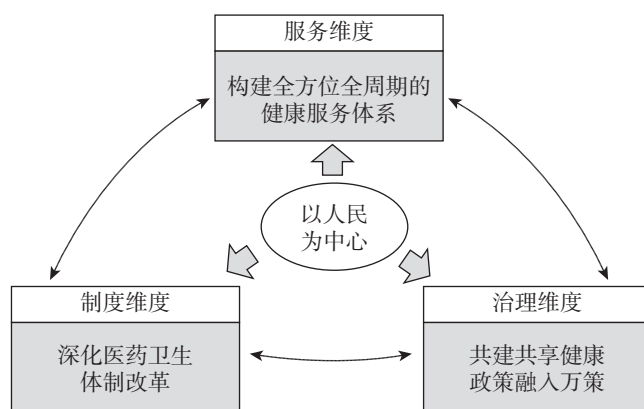 服务维度
构建全方位全周期的
健康服务体系
以人民
为中心
制度维度
深化医药卫生
体制改革
治理维度
共建共享健康
政策融入万策